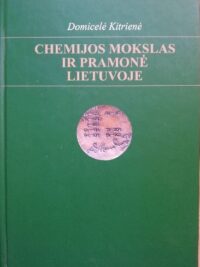 Domicelė Kitrienė
CHEMIJOS MOKSLAS
IR PRAMONĖ
LIETUVOJE